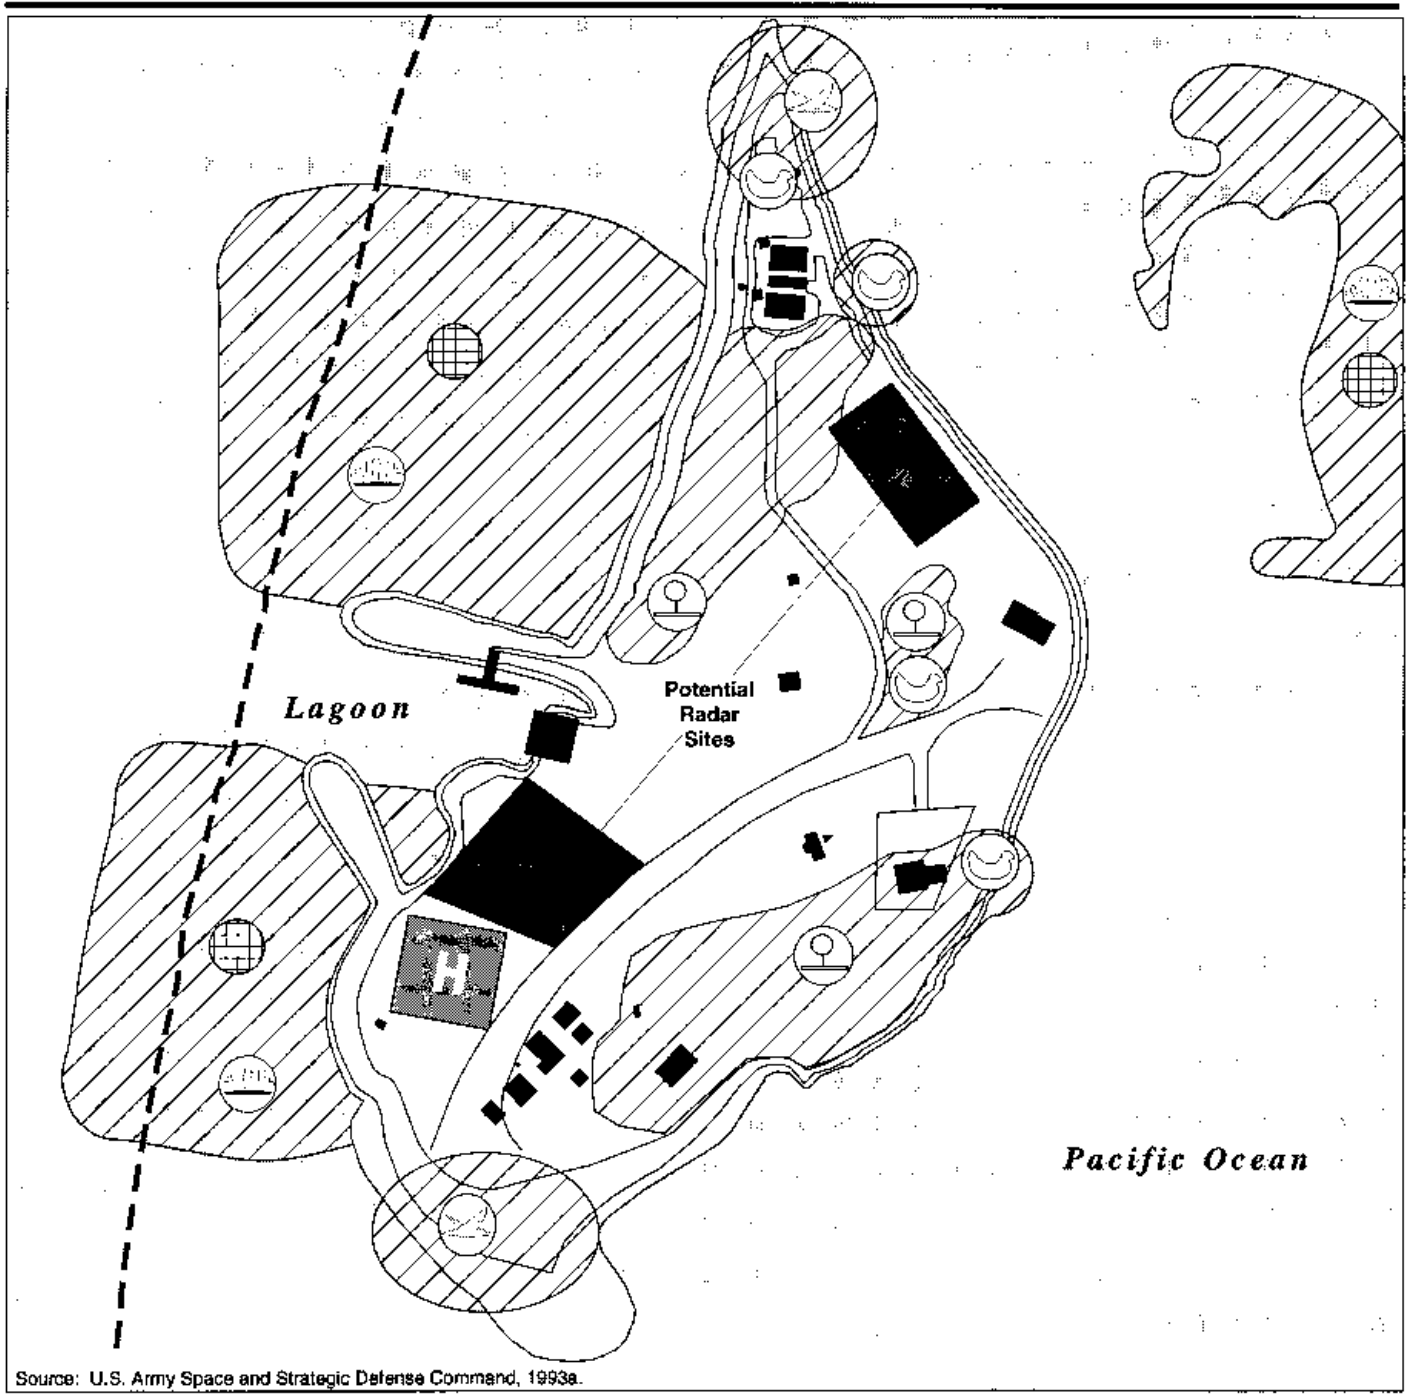 Lagoon
Potential
Radar
Sites
H
Pacific Ocean
Source: U.S. Army Space and Strategic Defense Command, 1993a.